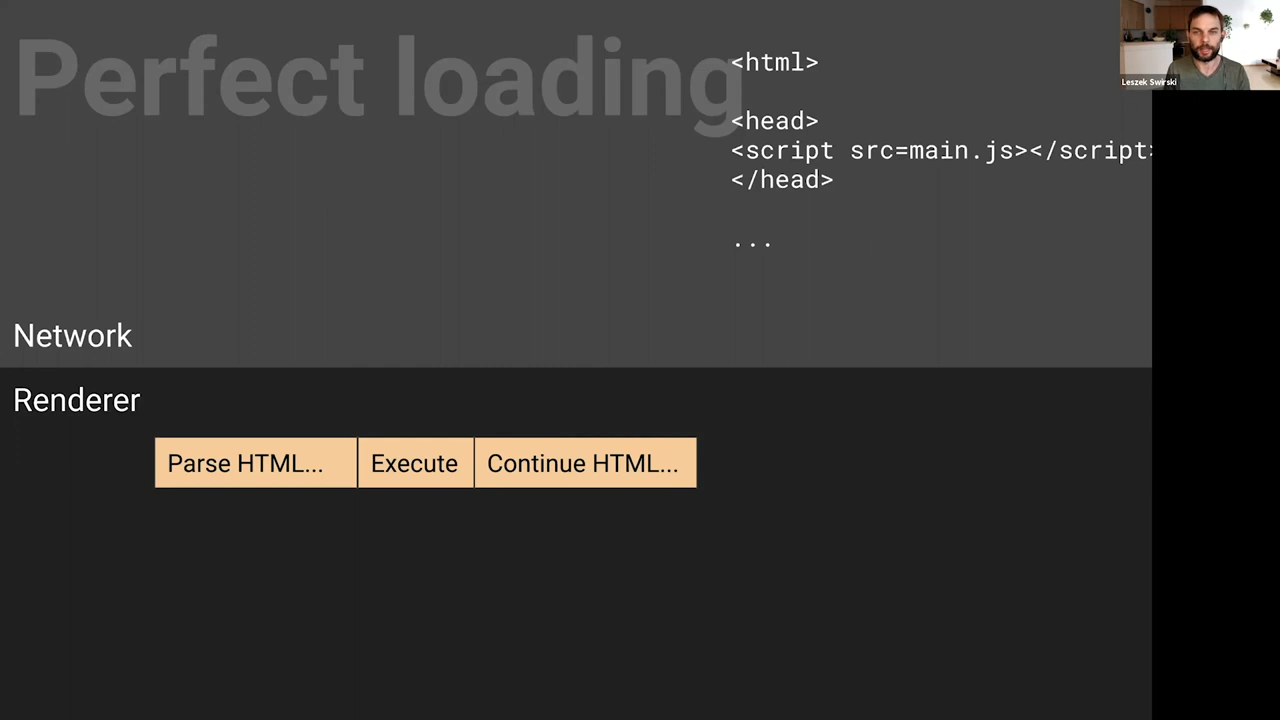 Perfect loading
<html>
<head>
<script src=main.js></script>
</head>
...
Leszek Swirski
Network
Renderer
Parse HTML...
Execute
Continue HTML...